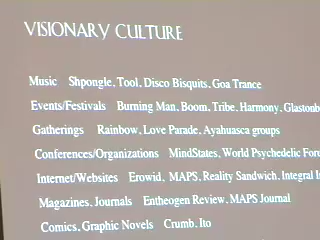 VISIONARY CULTURE
Music Shpongle, Tool, Disco Bisquits, Goa Trance
Events/Festivals Burning Man, Boom, Tribe, Harmony, Glastonb
Gatherings Rainbow, Love Parade, Ayahuasca groups
Conferences/Organizations MindStates, World Psychedelic Foru
Internet/Websites Erowid, MAPS, Reality Sandwich, Integral I
Magazines, Journals Entheogen Review, MAPS Journal
Comics, Graphic Novels Crumb, Ito